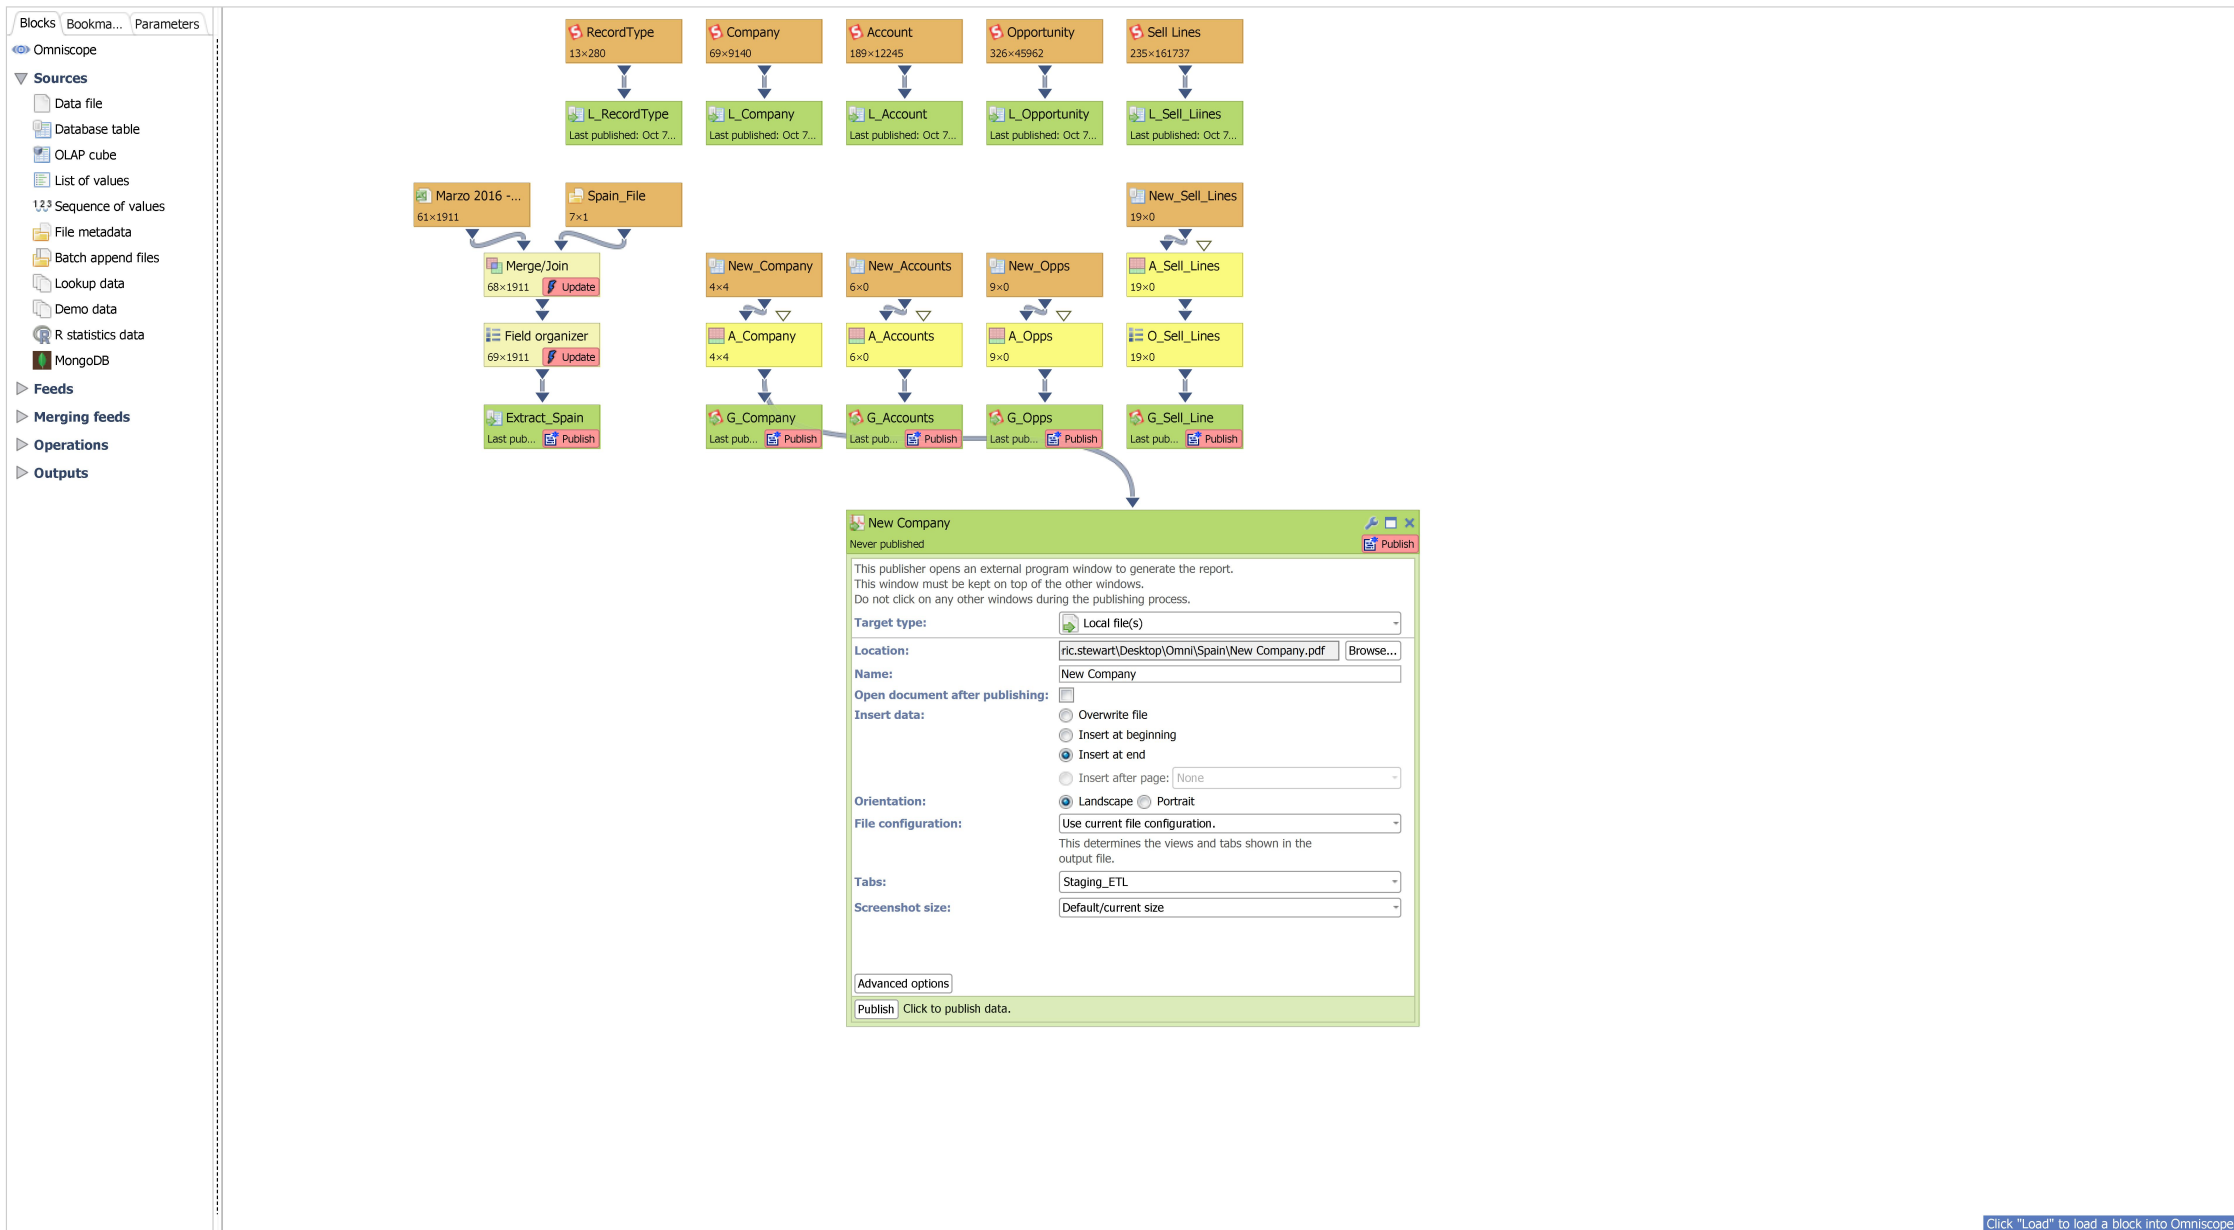 Blocks Bookma... Parameters
Omniscope
Sources
Data file
Database table
OLAP cube
List of values
1 2 3 Sequence of values
File metadata
Batch append files
Lookup data
Demo data
R statistics data
MongoDB
Feeds
Merging feeds
Operations
Outputs
RecordType Company Account Opportunity Sell Lines
13×280 69×9140 189×12245 326×45962 235×161737
L_RecordType L_Company L_Account L_Opportunity L_Sell_Liines
Last published: Oct 7... Last published: Oct 7... Last published: Oct 7... Last published: Oct 7... Last published: Oct 7...
Marzo 2016 -... Spain_File New_Sell_Lines
61×1911 7×1 19×0
Merge/Join New_Company New_Accounts New_Opps A_Sell_Lines
68×1911 Update 4×4 6×0 9×0 19×0
Field organizer A_Company A_Accounts A_Opps O_Sell_Lines
69×1911 Update 4×4 6×0 9×0 19×0
Extract_Spain G_Company G_Accounts G_Opps G_Sell_Line
Last pub... Publish Last pub... Publish Last pub... Publish Last pub... Publish Last pub... Publish
New Company
Never published Publish
This publisher opens an external program window to generate the report.
This window must be kept on top of the other windows.
Do not click on any other windows during the publishing process.
Target type: Local file(s)
Location: ric.stewart\Desktop\Omni\Spain\New Company.pdf Browse...
Name: New Company
Open document after publishing:
Insert data: Overwrite file
Insert at beginning
Insert at end
Insert after page: None
Orientation: Landscape Portrait
File configuration: Use current file configuration.
This determines the views and tabs shown in the
output file.
Tabs: Staging_ETL
Screenshot size: Default/current size
Advanced options
Publish Click to publish data.
Click "Load" to load a block into Omniscope